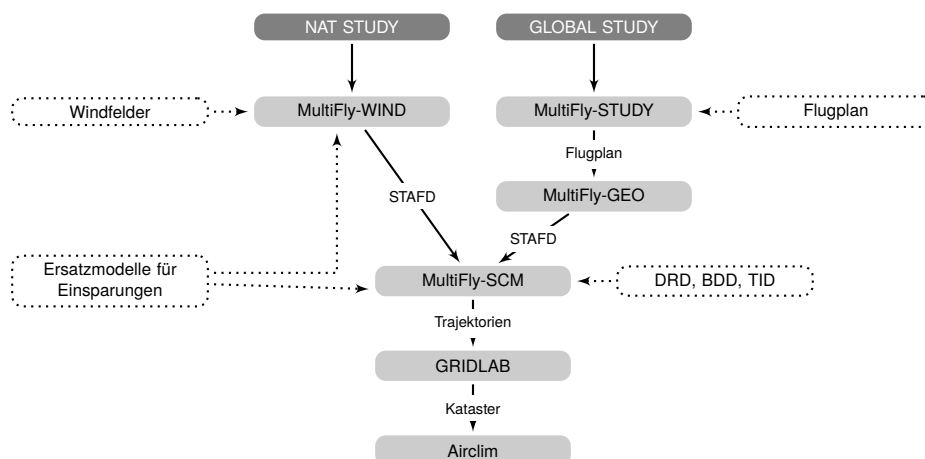 NAT STUDY
GLOBAL STUDY
Windfelder
MultiFly-WIND
MultiFly-STUDY
Flugplan
Flugplan
STAFD
MultiFly-GEO
STAFD
Ersatzmodelle für
Einsparungen
MultiFly-SCM
DRD, BDD, TID
Trajektorien
GRIDLAB
Kataster
Airclim